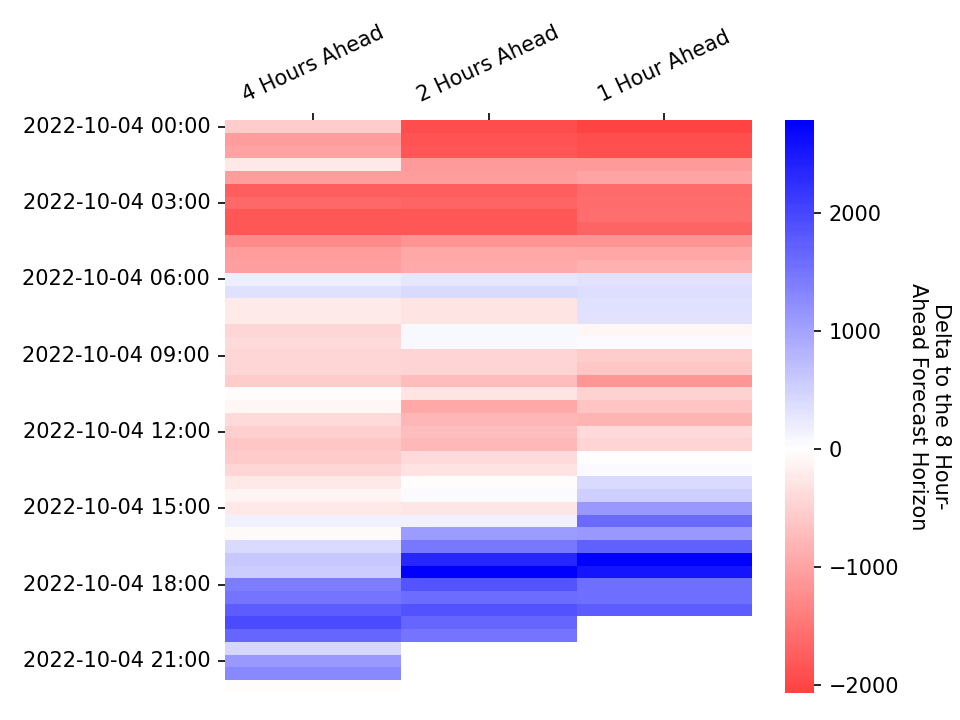 4 Hours Ahead
2 Hours Ahead
1 Hour Ahead
2022-10-04 00:00
2022-10-04 03:00
2022-10-04 06:00
2022-10-04 09:00
2022-10-04 12:00
2022-10-04 15:00
2022-10-04 18:00
2022-10-04 21:00
2000
1000
0
−1000
−2000
Delta to the 8 Hour-
Ahead Forecast Horizon